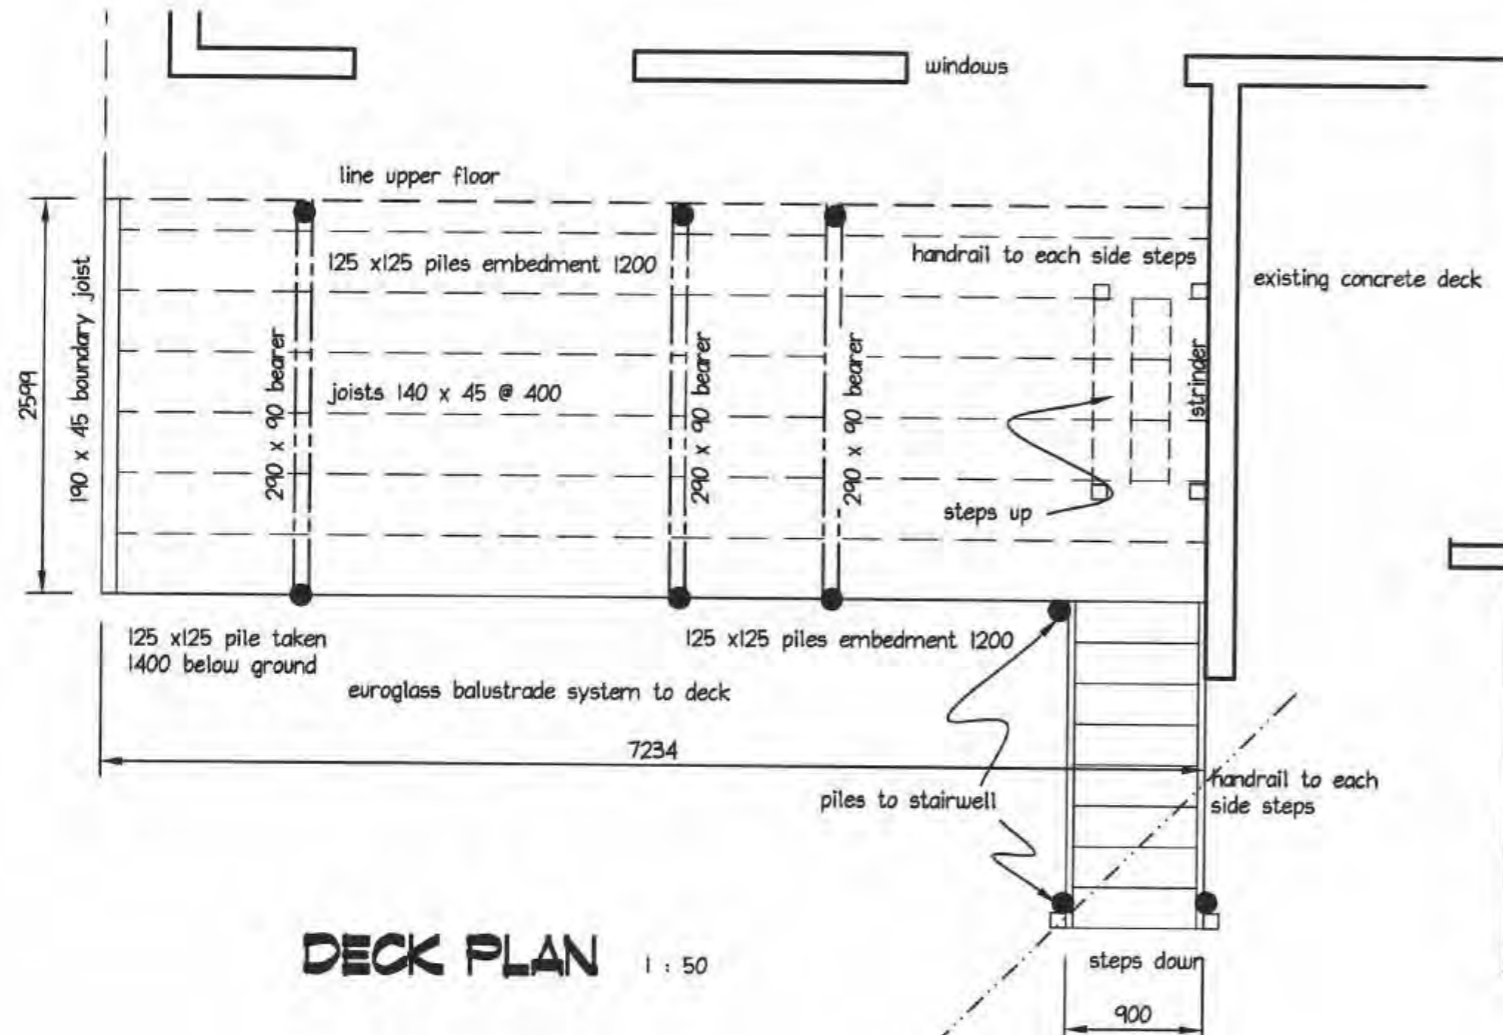 windows
line upper floor
125 x125 piles embedment 1200
handrail to each side steps
existing concrete deck
2599
190 x 45 boundary joist
290 x 90 bearer
joists 140 x 45 @ 400
290 x 90 bearer
290 x 90 bearer
strinder
steps up
125 x125 pile taken
1400 below ground
125 x125 piles embedment 1200
euroglass balustrade system to deck
7234
piles to stairwell
handrail to each
side steps
DECK PLAN 1 : 50
steps down
900